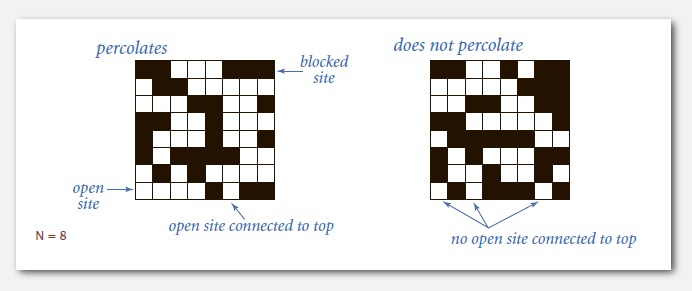 percolates
does not percolate
blocked
site
open
site
open site connected to top
no open site connected to top
N = 8